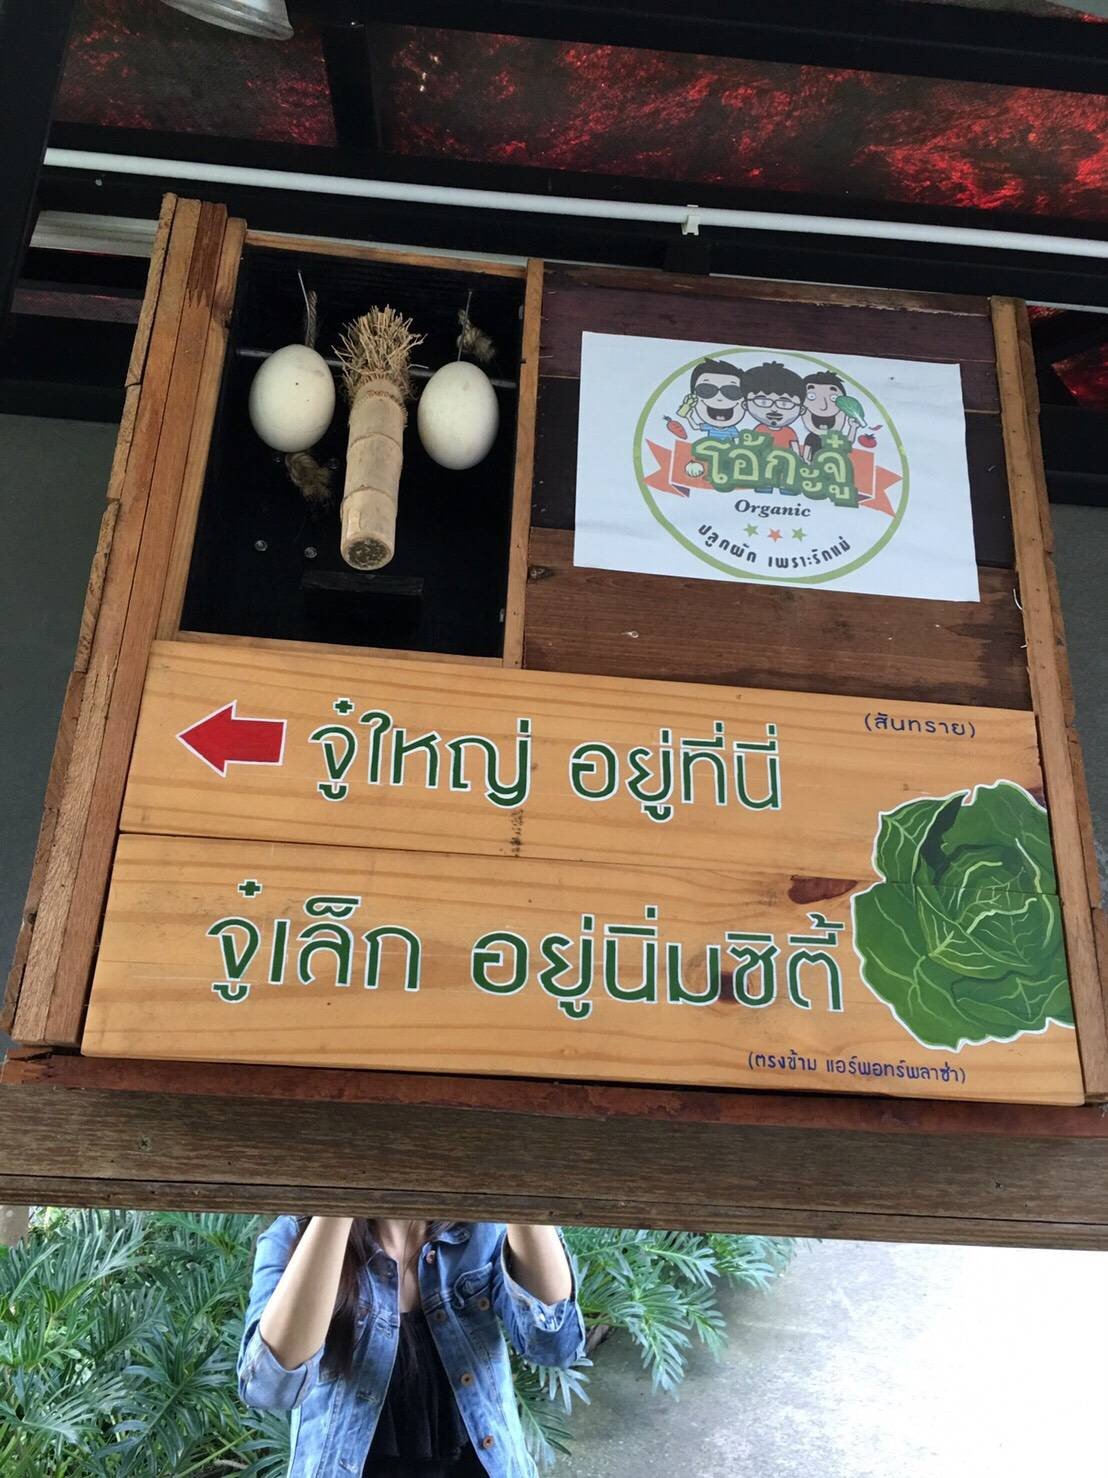 โอ้กะจู๋
Organic
ปลูกผัก เพราะรักแม่
(สันทราย)
จู๋ใหญ่ อยู่ที่นี่
จู๋เล็ก อยู่นิ่มซิตี้
(ตรงข้าม แอร์พอทร์พลาซ่า)